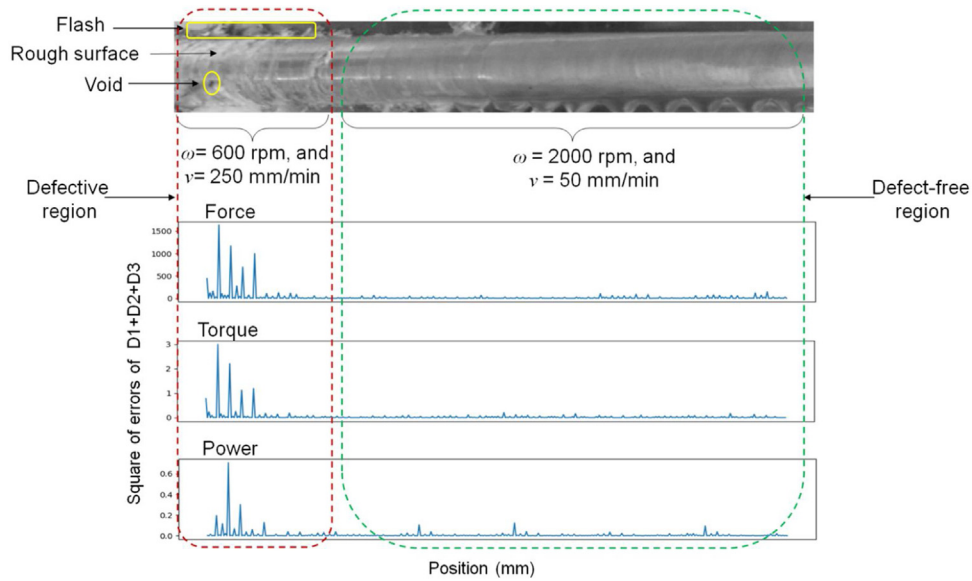 Flash
Rough surface
Void
ω= 600 rpm, and
v= 250 mm/min
ω = 2000 rpm, and
v = 50 mm/min
Defective
region
Defect-free
region
Force
1500
1000
500
0
Torque
3
2
1
0
Power
0.6
0.4
0.2
0.0
Square of errors of D1+D2+D3
Position (mm)